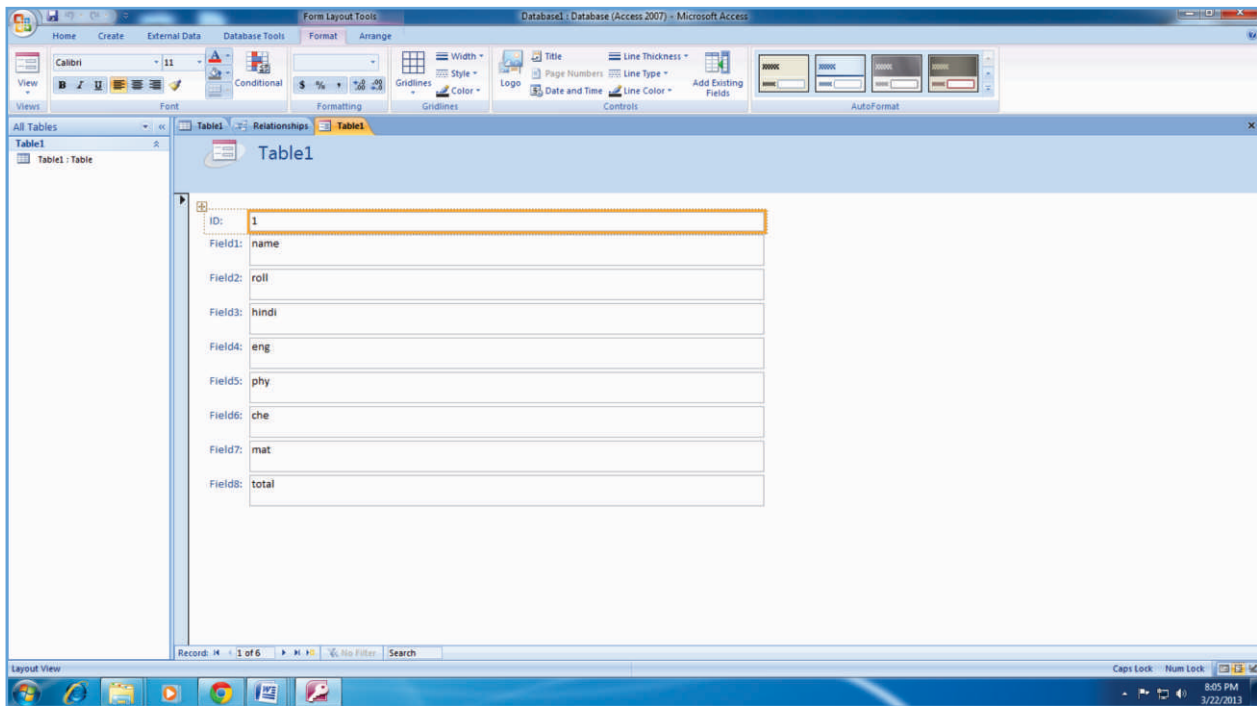 Form Layout Tools Database1 : Database (Access 2007) - Microsoft Access
Home Create External Data Database Tools Format Arrange
Calibri 11
View
B I U
Conditional
$ % ,
Gridlines
Width
Style
Color
Logo
Title
Page Numbers
Date and Time
Line Thickness
Line Type
Line Color
Add Existing
Fields
Views Font Formatting Gridlines Controls AutoFormat
All Tables
Table1 Relationships Table1
Table1
Table1 : Table
Table1
ID: 1
Field1: name
Field2: roll
Field3: hindi
Field4: eng
Field5: phy
Field6: che
Field7: mat
Field8: total
Record: 1 of 6 No Filter Search
Layout View Caps Lock Num Lock
8:05 PM
3/22/2013